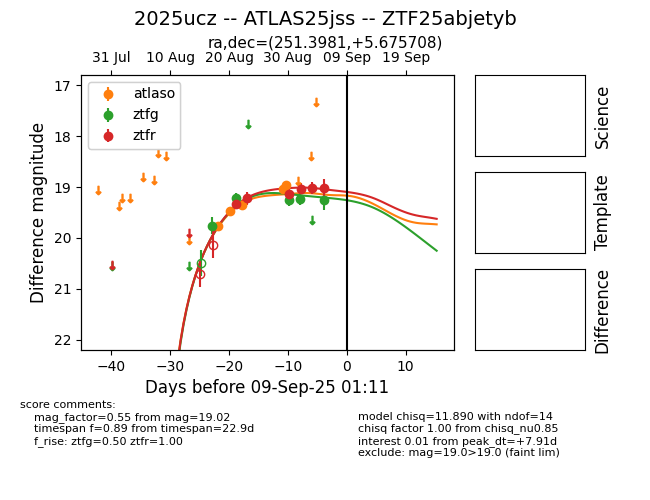 2025ucz -- ATLAS25jss -- ZTF25abjetyb
ra,dec=(251.3981,+5.675708)
31 Jul 10 Aug 20 Aug 30 Aug 09 Sep 19 Sep
atlaso
ztfg
ztfr
17
18
19
20
21
22
Difference magnitude
−40 −30 −20 −10 0 10
Days before 09-Sep-25 01:11
Science
Template
Difference
score comments:
mag_factor=0.55 from mag=19.02
timespan f=0.89 from timespan=22.9d
f_rise: ztfg=0.50 ztfr=1.00
model chisq=11.890 with ndof=14
chisq factor 1.00 from chisq_nu0.85
interest 0.01 from peak_dt=+7.91d
exclude: mag=19.0>19.0 (faint lim)